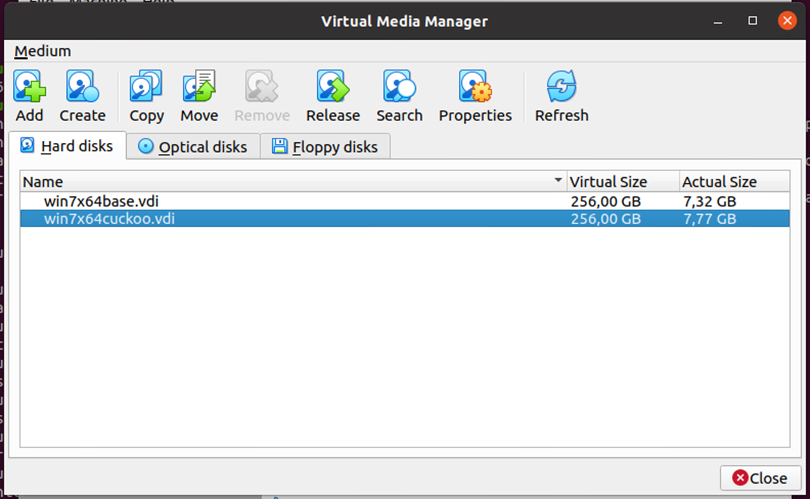 Virtual Media Manager
Medium
Add Create Copy Move Remove Release Search Properties Refresh
Hard disks Optical disks Floppy disks
Name Virtual Size Actual Size
win7x64base.vdi 256,00 GB 7,32 GB
win7x64cuckoo.vdi 256,00 GB 7,77 GB
Close